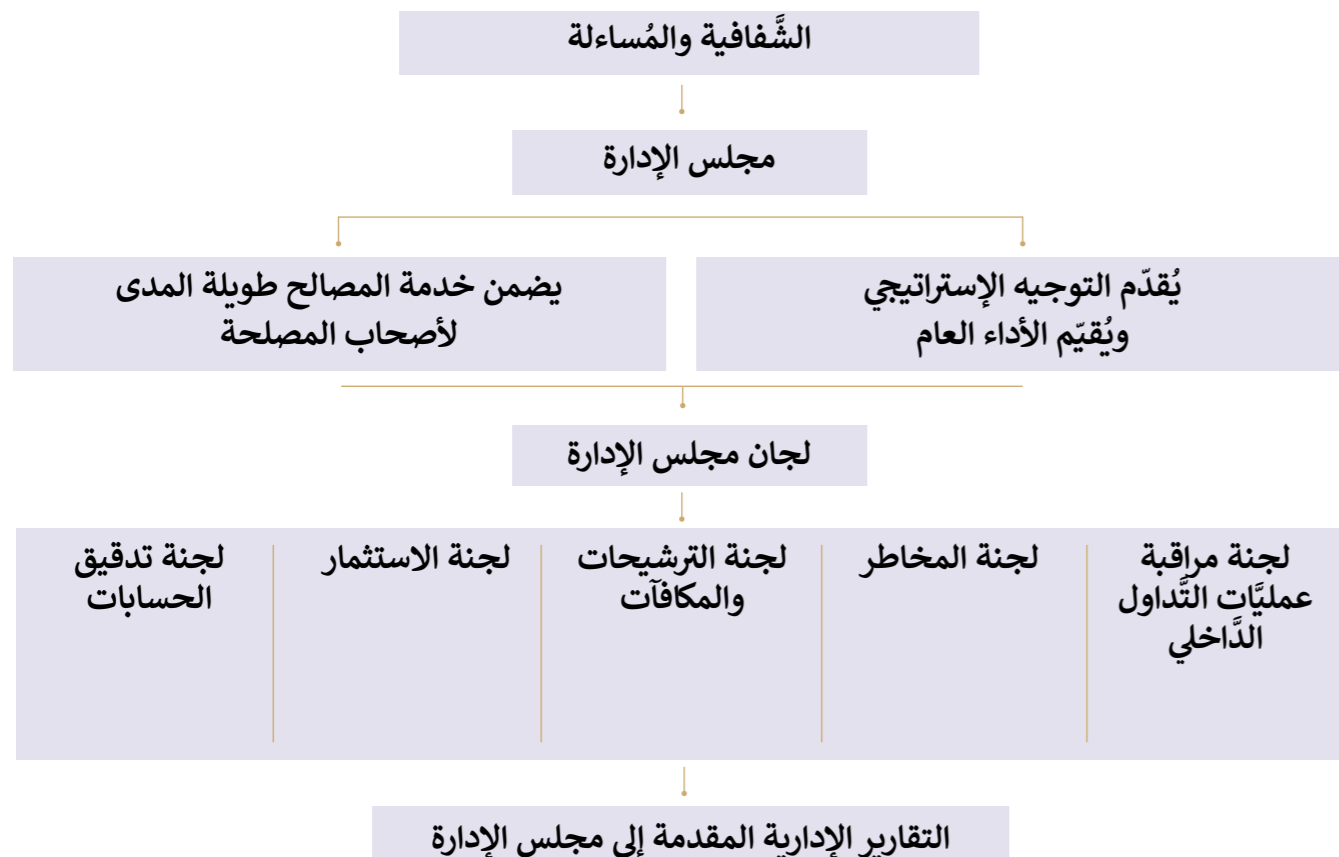 الشَّفافية والمُساءلة
مجلس الإدارة
يُقدّم التوجيه الإستراتيجي
ويُقيّم الأداء العام
يضمن خدمة المصالح طويلة المدى
لأصحاب المصلحة
لجان مجلس الإدارة
لجنة مراقبة
عمليَّات التَّداول
الدَّاخلي
لجنة المخاطر
لجنة الترشيحات
والمكافآت
لجنة الاستثمار
لجنة تدقيق
الحسابات
التقارير الإدارية المقدمة إلى مجلس الإدارة